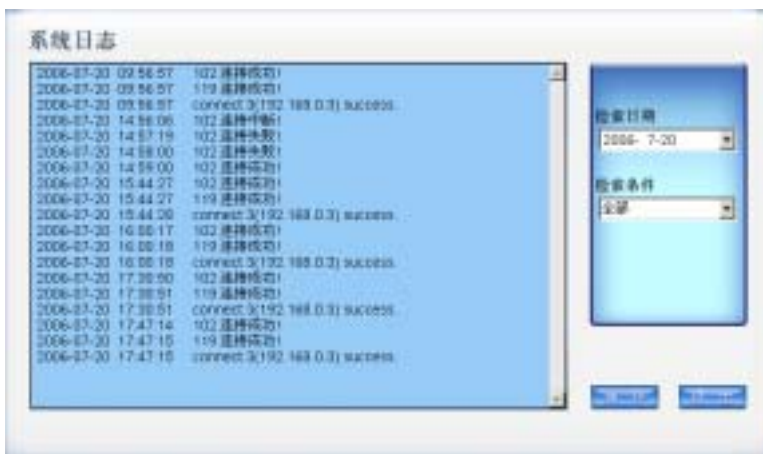 系统日志
2006-07-20 09:56:57 102 连接成功!
2006-07-20 09:56:57 119 连接成功!
2006-07-20 09:56:57 connect 3(192.168.0.3) success.
2006-07-20 14:56:06 102 连接中断!
2006-07-20 14:57:19 102 连接失败!
2006-07-20 14:58:00 102 连接失败!
2006-07-20 14:59:00 102 连接成功!
2006-07-20 15:44:27 102 连接成功!
2006-07-20 15:44:27 119 连接成功!
2006-07-20 15:44:28 connect 3(192.168.0.3) success.
2006-07-20 16:00:17 102 连接成功!
2006-07-20 16:00:18 119 连接成功!
2006-07-20 16:00:18 connect 3(192.168.0.3) success.
2006-07-20 17:30:50 102 连接成功!
2006-07-20 17:30:51 119 连接成功!
2006-07-20 17:30:51 connect 3(192.168.0.3) success.
2006-07-20 17:47:14 102 连接成功!
2006-07-20 17:47:15 119 连接成功!
2006-07-20 17:47:15 connect 3(192.168.0.3) success.
检索日期
2006- 7-20
检索条件
全部